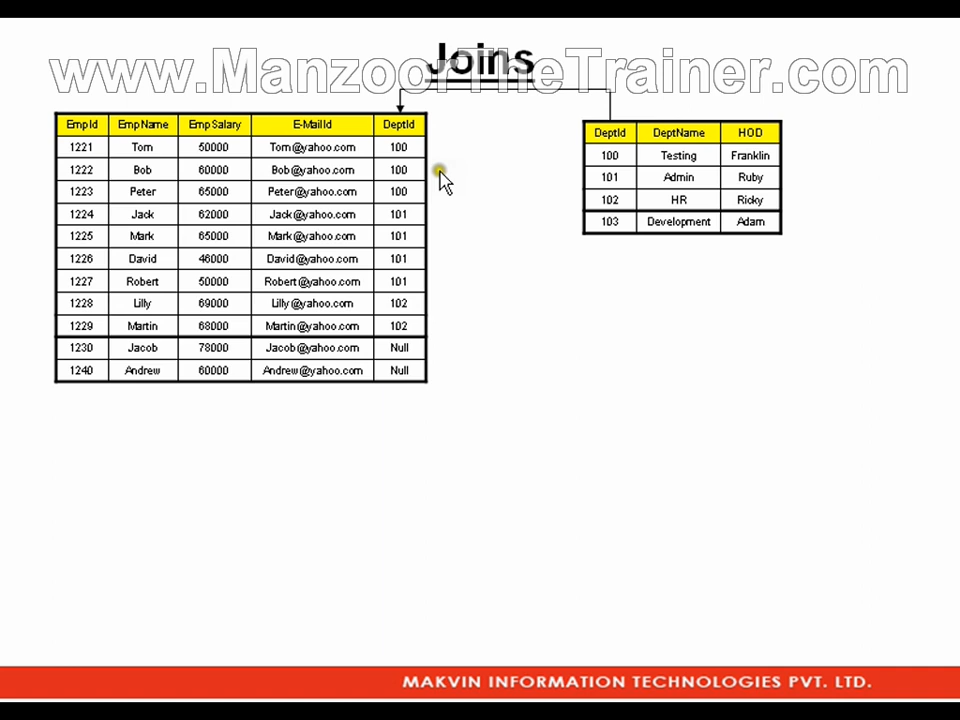 Joins
www.ManzoorTheTrainer.com
EmpId EmpName EmpSalary E-MailId DeptId
1221 Tom 50000 Tom@yahoo.com 100
1222 Bob 60000 Bob@yahoo.com 100
1223 Peter 65000 Peter@yahoo.com 100
1224 Jack 62000 Jack@yahoo.com 101
1225 Mark 65000 Mark@yahoo.com 101
1226 David 46000 David@yahoo.com 101
1227 Robert 50000 Robert@yahoo.com 101
1228 Lilly 69000 Lilly@yahoo.com 102
1229 Martin 68000 Martin@yahoo.com 102
1230 Jacob 78000 Jacob@yahoo.com Null
1240 Andrew 60000 Andrew@yahoo.com Null
DeptId DeptName HOD
100 Testing Franklin
101 Admin Ruby
102 HR Ricky
103 Development Adam
MAKVIN INFORMATION TECHNOLOGIES PVT. LTD.